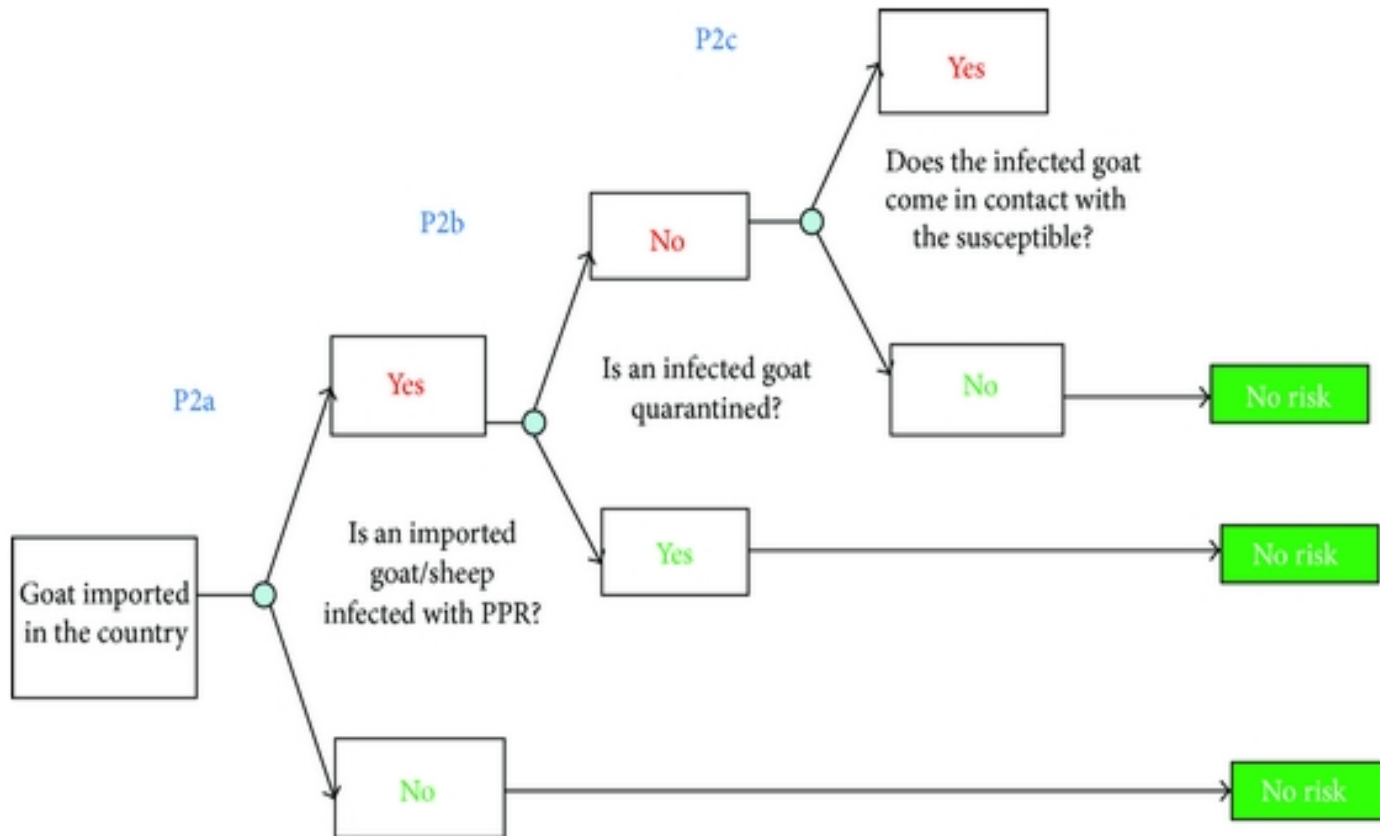 P2c
Yes
Does the infected goat
come in contact with
the susceptible?
P2b
No
Is an infected goat
quarantined?
No
No risk
P2a
Yes
Is an imported
goat/sheep
infected with PPR?
Yes
No risk
Goat imported
in the country
No
No risk